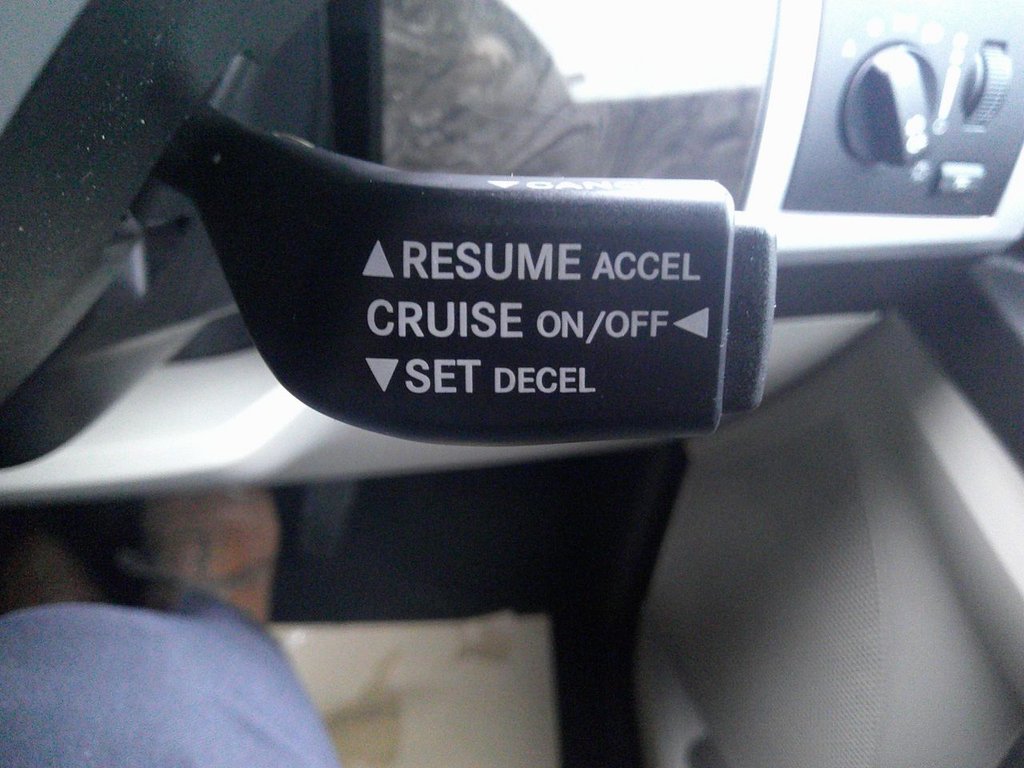 ▲RESUME ACCEL
CRUISE ON/OFF◀
▼SET DECEL